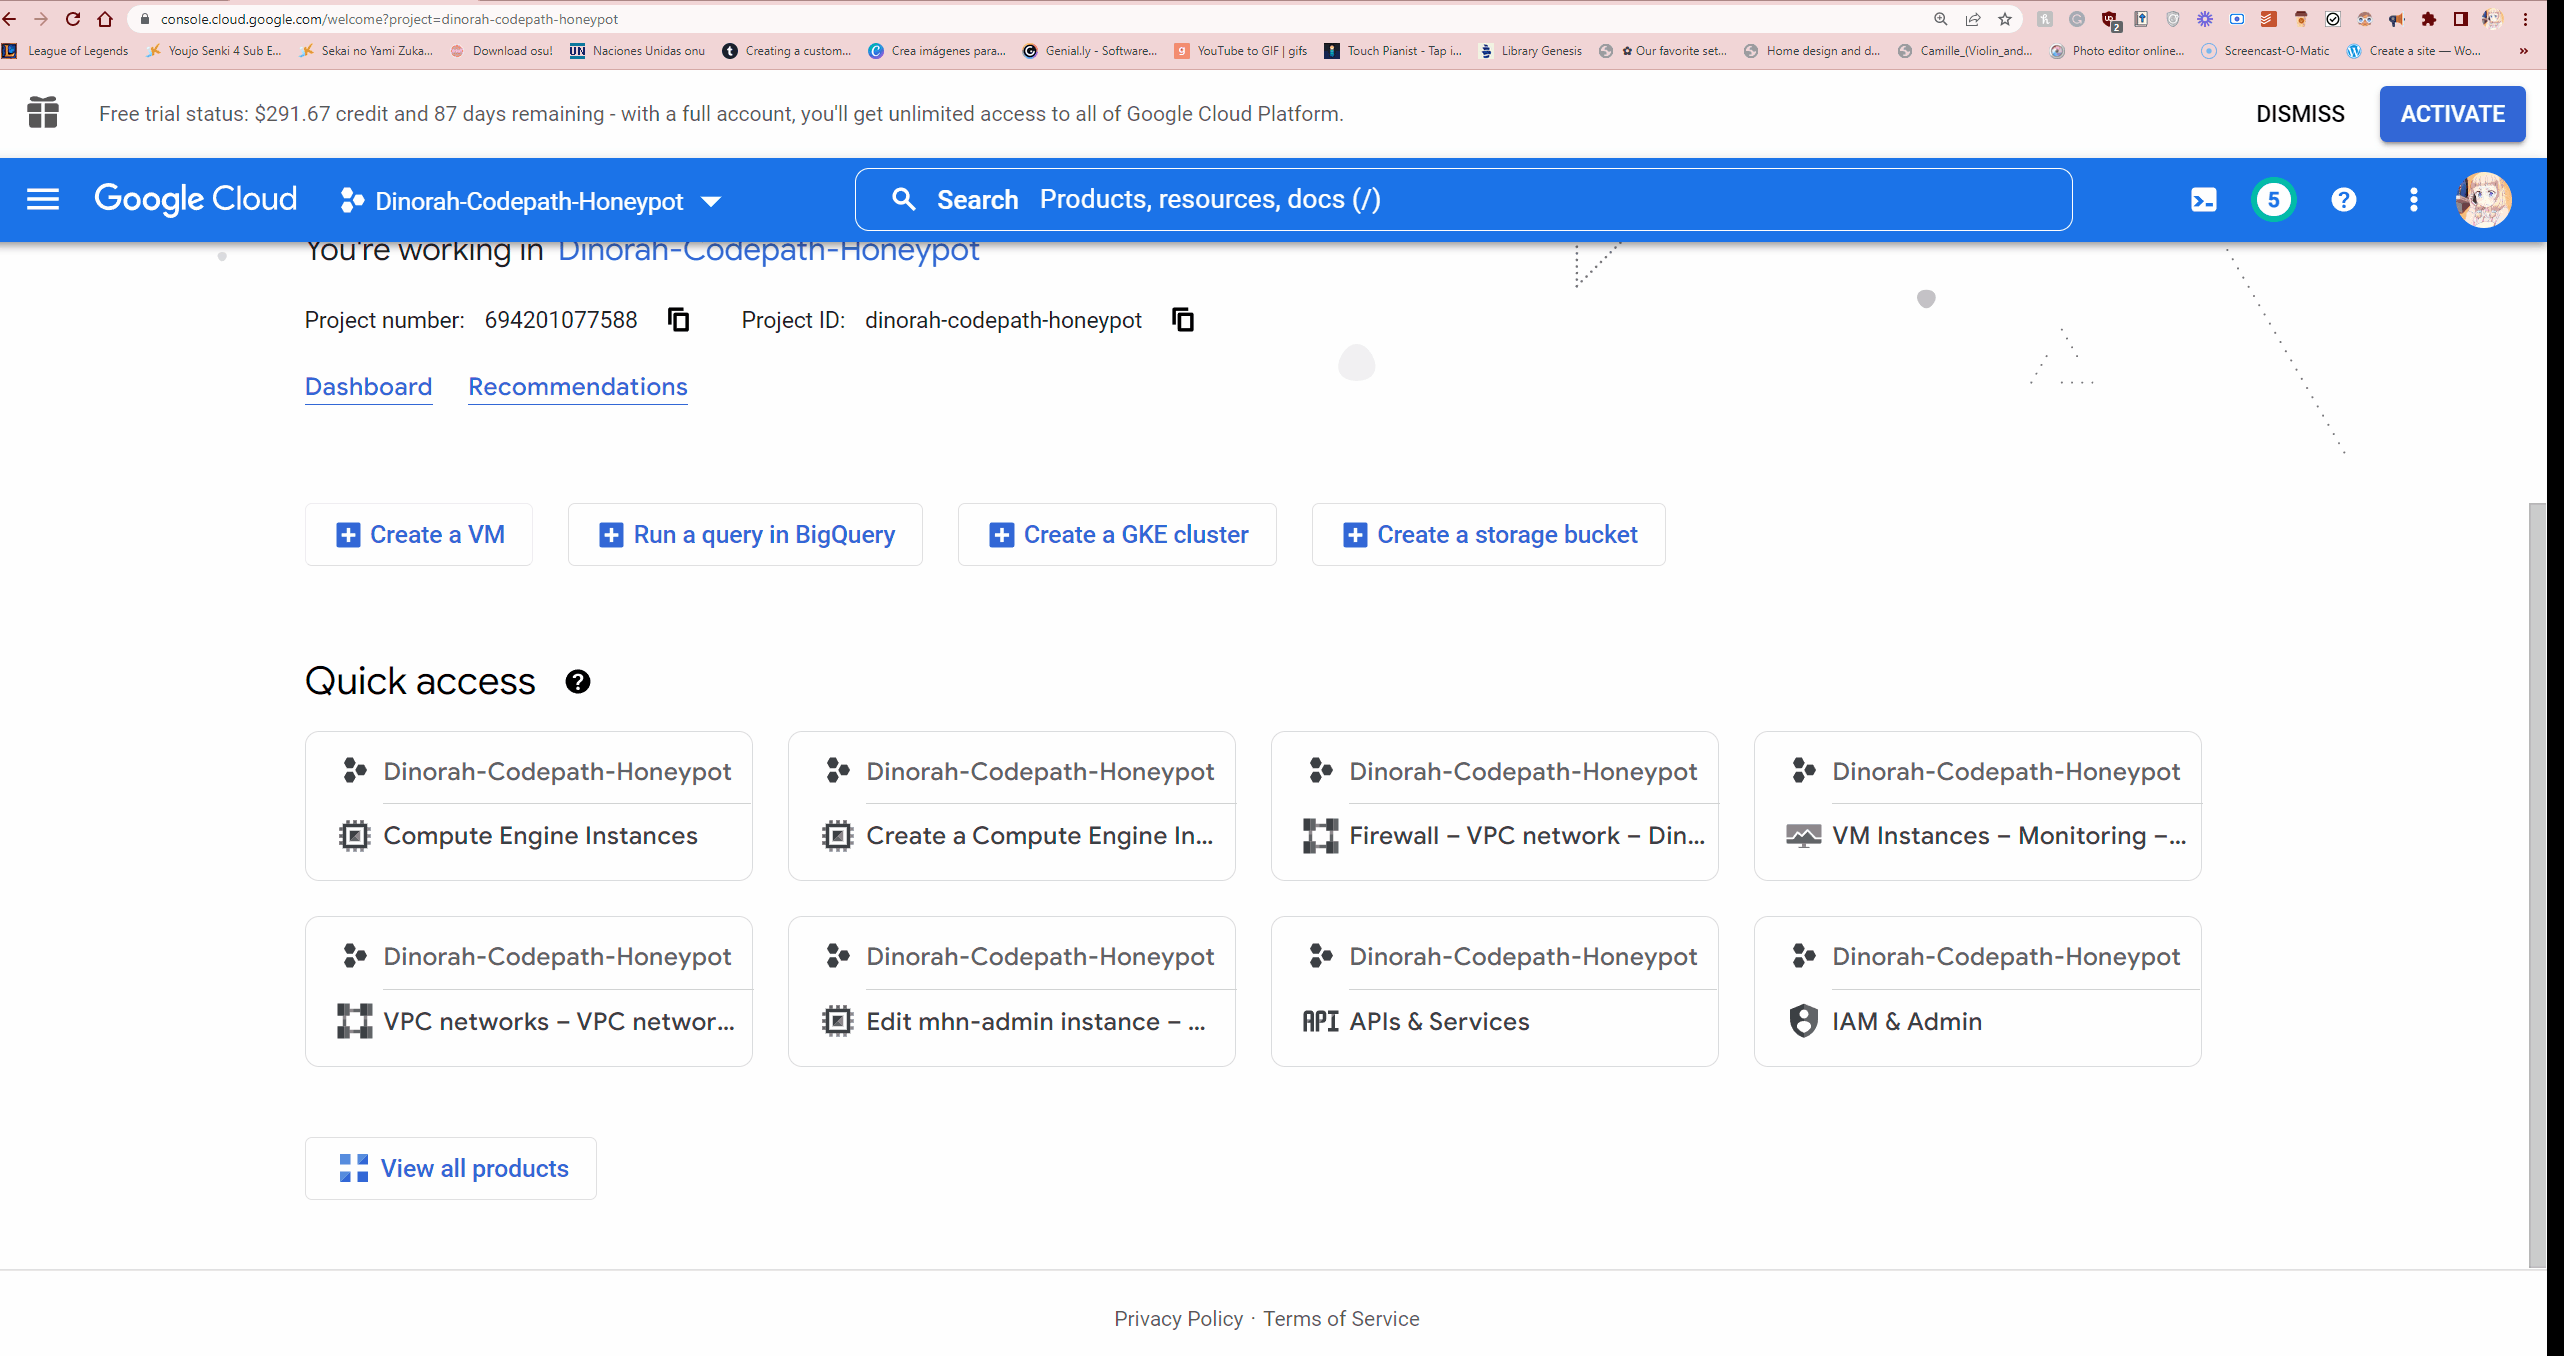 console.cloud.google.com/welcome?project=dinorah-codepath-honeypot
2
League of Legends Youjo Senki 4 Sub E... Sekai no Yami Zuka... Download osu! UN Naciones Unidas onu t Creating a custom... C Crea imágenes para... G Genial.ly - Software... g YouTube to GIF | gifs Touch Pianist - Tap i... Library Genesis ✿ Our favorite set... Home design and d... Camille_(Violin_and... Photo editor online... Screencast-O-Matic Create a site — Wo... »
Free trial status: $291.67 credit and 87 days remaining - with a full account, you'll get unlimited access to all of Google Cloud Platform. DISMISS ACTIVATE
Google Cloud Dinorah-Codepath-Honeypot Search Products, resources, docs (/) 5 ?
You're working in Dinorah-Codepath-Honeypot
Project number: 694201077588 Project ID: dinorah-codepath-honeypot
Dashboard Recommendations
Create a VM Run a query in BigQuery Create a GKE cluster Create a storage bucket
Quick access ?
Dinorah-Codepath-Honeypot Dinorah-Codepath-Honeypot Dinorah-Codepath-Honeypot Dinorah-Codepath-Honeypot
Compute Engine Instances Create a Compute Engine In... Firewall – VPC network – Din... VM Instances – Monitoring –...
Dinorah-Codepath-Honeypot Dinorah-Codepath-Honeypot Dinorah-Codepath-Honeypot Dinorah-Codepath-Honeypot
VPC networks – VPC networ... Edit mhn-admin instance – ... API APIs & Services IAM & Admin
View all products
Privacy Policy · Terms of Service